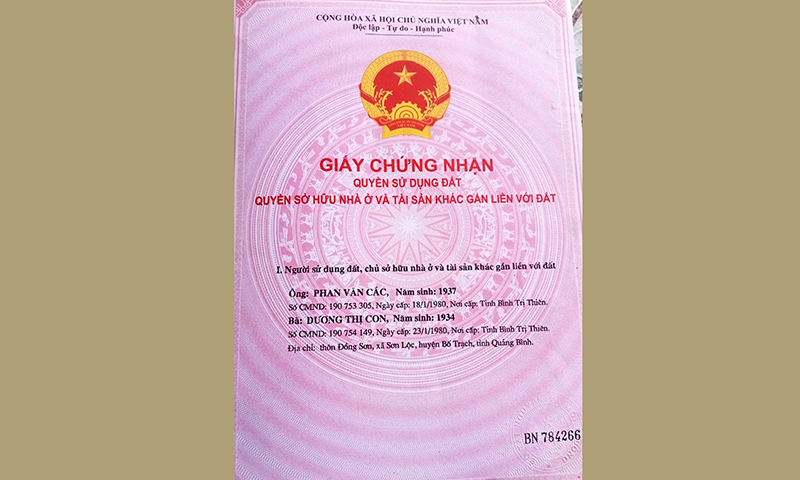 CỘNG HÒA XÃ HỘI CHỦ NGHĨA VIỆT NAM
Độc lập - Tự do - Hạnh phúc
GIẤY CHỨNG NHẬN
QUYỀN SỬ DỤNG ĐẤT
QUYỀN SỞ HỮU NHÀ Ở VÀ TÀI SẢN KHÁC GẮN LIỀN VỚI ĐẤT
I. Người sử dụng đất, chủ sở hữu nhà ở và tài sản khác gắn liền với đất
Ông: PHAN VĂN CÁC, Năm sinh: 1937
Số CMND: 190 753 305, Ngày cấp: 18/1/1980, Nơi cấp: Tỉnh Bình Trị Thiên.
Bà: DƯƠNG THỊ CON, Năm sinh: 1934
Số CMND: 190 754 149, Ngày cấp: 23/1/1980, Nơi cấp: Tỉnh Bình Trị Thiên.
Địa chỉ: thôn Đồng Sơn, xã Sơn Lộc, huyện Bố Trạch, tỉnh Quảng Bình.
BN 784266